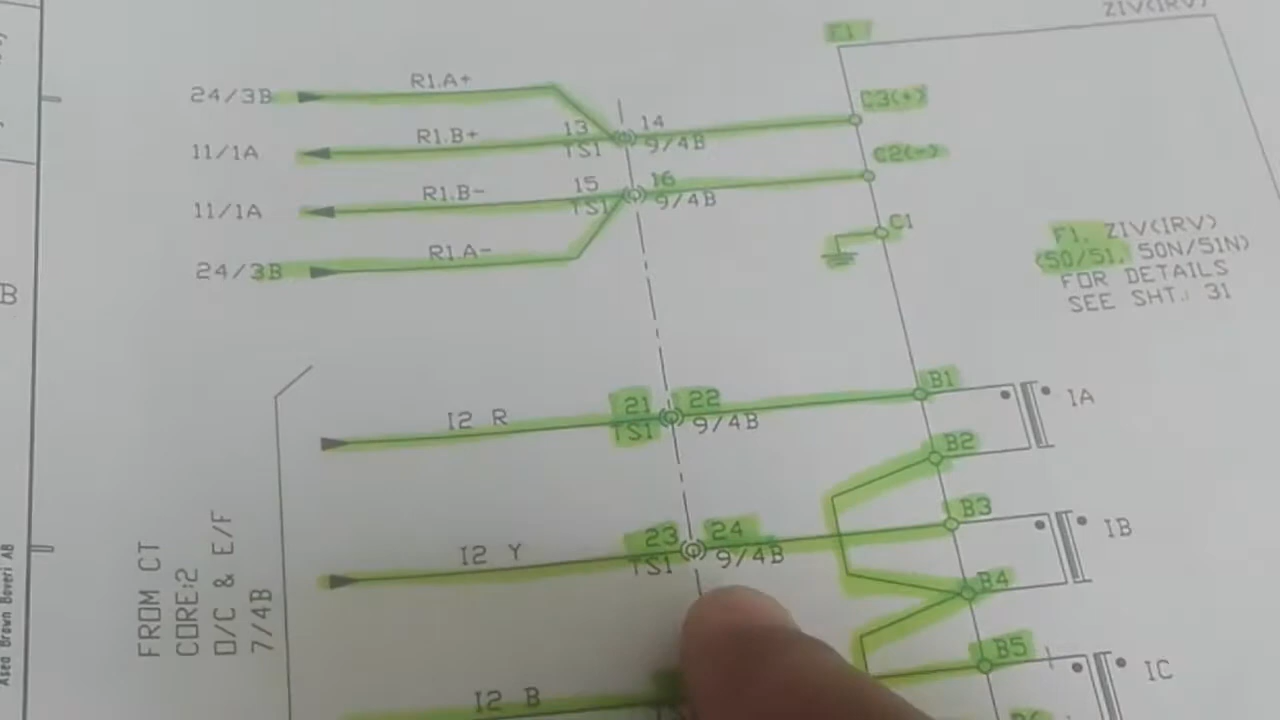 ZIV(IRV)
F1
24/3B
R1.A+
C3(+)
13
14
11/1A
R1.B+
TS1
9/4B
C2(-)
15
16
11/1A
R1.B-
TS1
9/4B
C1
24/3B
R1.A-
F1, ZIV(IRV)
(50/51, 50N/51N)
FOR DETAILS
SEE SHT.: 31
B
B1
21
22
IA
I2 R
TS1
9/4B
B2
B3
23
24
IB
I2 Y
TS1
9/4B
B4
FROM CT
CORE:2
O/C & E/F
7/4B
B5
IC
I2 B
Asea Brown Boveri AB